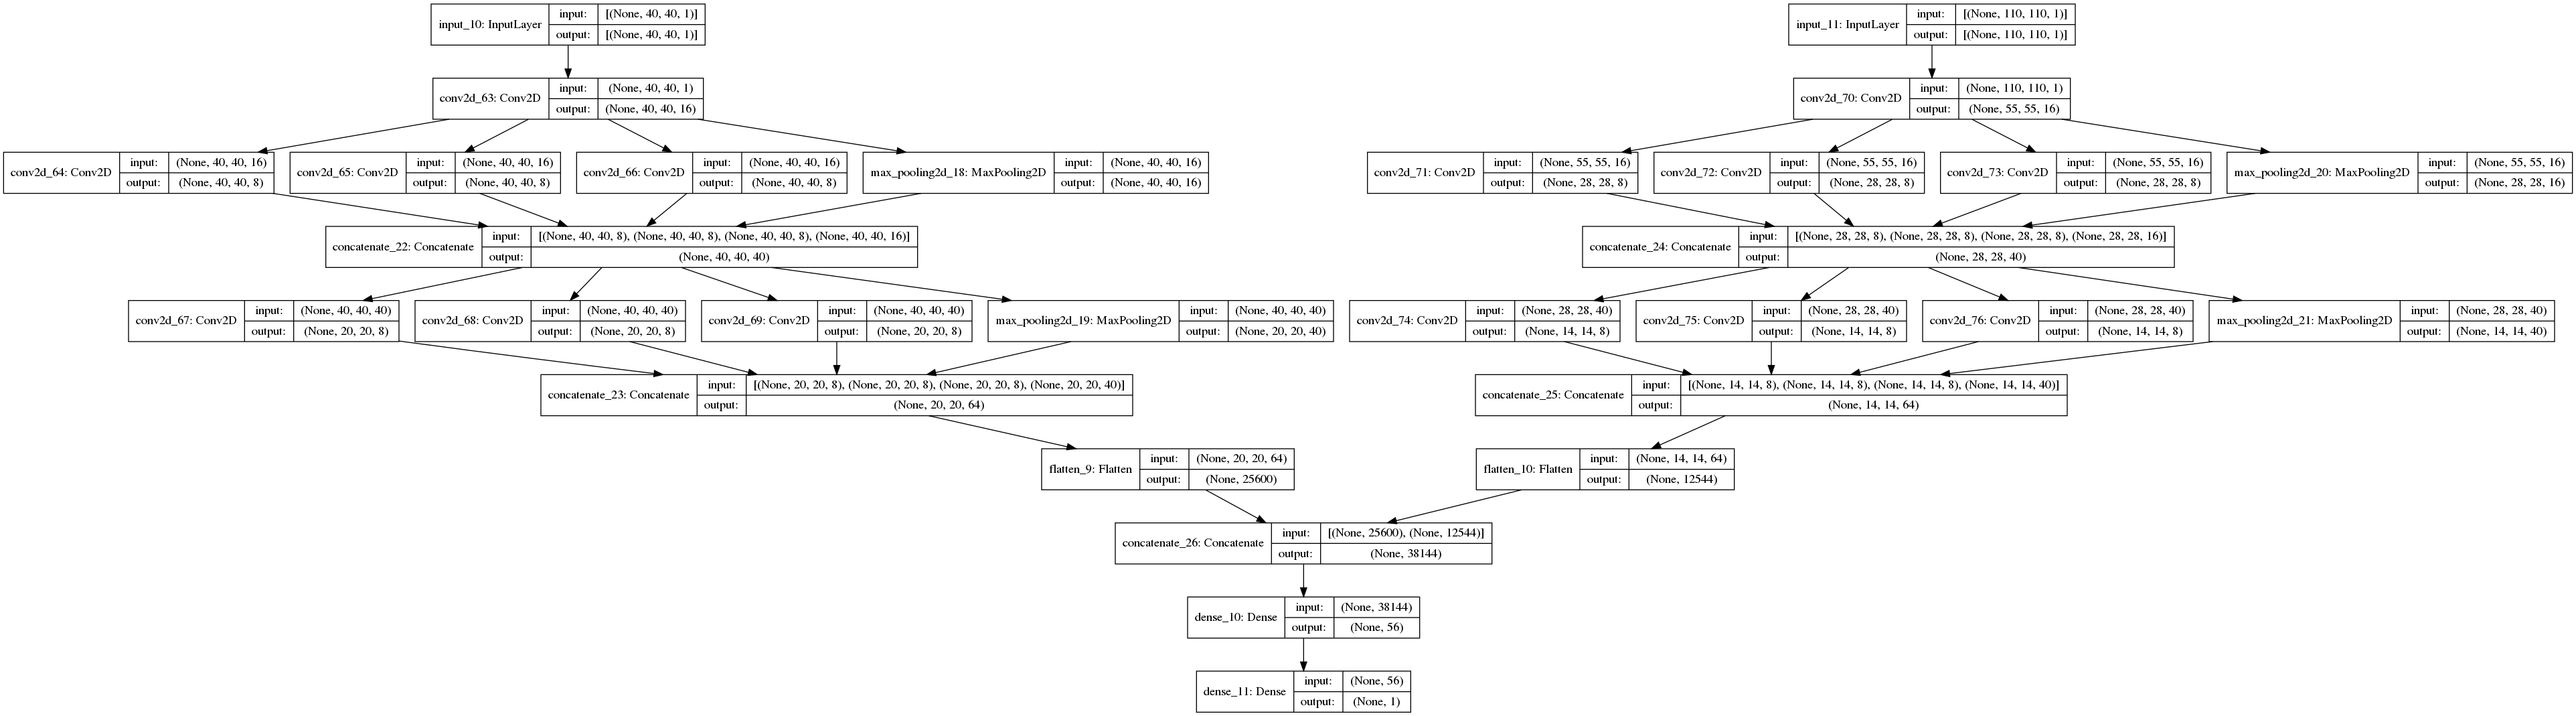 input_10: InputLayer
input: [(None, 40, 40, 1)]
output: [(None, 40, 40, 1)]
input_11: InputLayer
input: [(None, 110, 110, 1)]
output: [(None, 110, 110, 1)]
conv2d_63: Conv2D
input: (None, 40, 40, 1)
output: (None, 40, 40, 16)
conv2d_70: Conv2D
input: (None, 110, 110, 1)
output: (None, 55, 55, 16)
conv2d_64: Conv2D
input: (None, 40, 40, 16)
output: (None, 40, 40, 8)
conv2d_65: Conv2D
input: (None, 40, 40, 16)
output: (None, 40, 40, 8)
conv2d_66: Conv2D
input: (None, 40, 40, 16)
output: (None, 40, 40, 8)
max_pooling2d_18: MaxPooling2D
input: (None, 40, 40, 16)
output: (None, 40, 40, 16)
conv2d_71: Conv2D
input: (None, 55, 55, 16)
output: (None, 28, 28, 8)
conv2d_72: Conv2D
input: (None, 55, 55, 16)
output: (None, 28, 28, 8)
conv2d_73: Conv2D
input: (None, 55, 55, 16)
output: (None, 28, 28, 8)
max_pooling2d_20: MaxPooling2D
input: (None, 55, 55, 16)
output: (None, 28, 28, 16)
concatenate_22: Concatenate
input: [(None, 40, 40, 8), (None, 40, 40, 8), (None, 40, 40, 8), (None, 40, 40, 16)]
output: (None, 40, 40, 40)
concatenate_24: Concatenate
input: [(None, 28, 28, 8), (None, 28, 28, 8), (None, 28, 28, 8), (None, 28, 28, 16)]
output: (None, 28, 28, 40)
conv2d_67: Conv2D
input: (None, 40, 40, 40)
output: (None, 20, 20, 8)
conv2d_68: Conv2D
input: (None, 40, 40, 40)
output: (None, 20, 20, 8)
conv2d_69: Conv2D
input: (None, 40, 40, 40)
output: (None, 20, 20, 8)
max_pooling2d_19: MaxPooling2D
input: (None, 40, 40, 40)
output: (None, 20, 20, 40)
conv2d_74: Conv2D
input: (None, 28, 28, 40)
output: (None, 14, 14, 8)
conv2d_75: Conv2D
input: (None, 28, 28, 40)
output: (None, 14, 14, 8)
conv2d_76: Conv2D
input: (None, 28, 28, 40)
output: (None, 14, 14, 8)
max_pooling2d_21: MaxPooling2D
input: (None, 28, 28, 40)
output: (None, 14, 14, 40)
concatenate_23: Concatenate
input: [(None, 20, 20, 8), (None, 20, 20, 8), (None, 20, 20, 8), (None, 20, 20, 40)]
output: (None, 20, 20, 64)
concatenate_25: Concatenate
input: [(None, 14, 14, 8), (None, 14, 14, 8), (None, 14, 14, 8), (None, 14, 14, 40)]
output: (None, 14, 14, 64)
flatten_9: Flatten
input: (None, 20, 20, 64)
output: (None, 25600)
flatten_10: Flatten
input: (None, 14, 14, 64)
output: (None, 12544)
concatenate_26: Concatenate
input: [(None, 25600), (None, 12544)]
output: (None, 38144)
dense_10: Dense
input: (None, 38144)
output: (None, 56)
dense_11: Dense
input: (None, 56)
output: (None, 1)